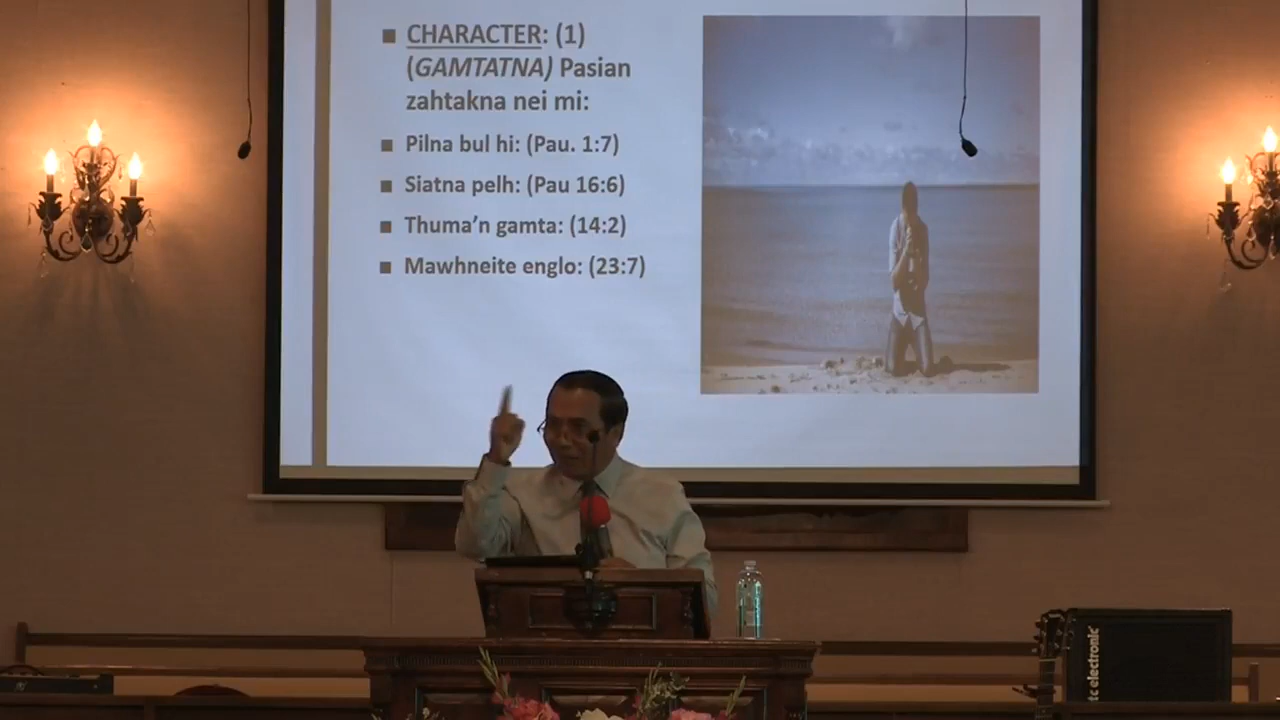 CHARACTER: (1)
(GAMTATNA) Pasian
zahtakna nei mi:
Pilna bul hi: (Pau. 1:7)
Siatna pelh: (Pau 16:6)
Thuma’n gamta: (14:2)
Mawhneite englo: (23:7)
tc electronic